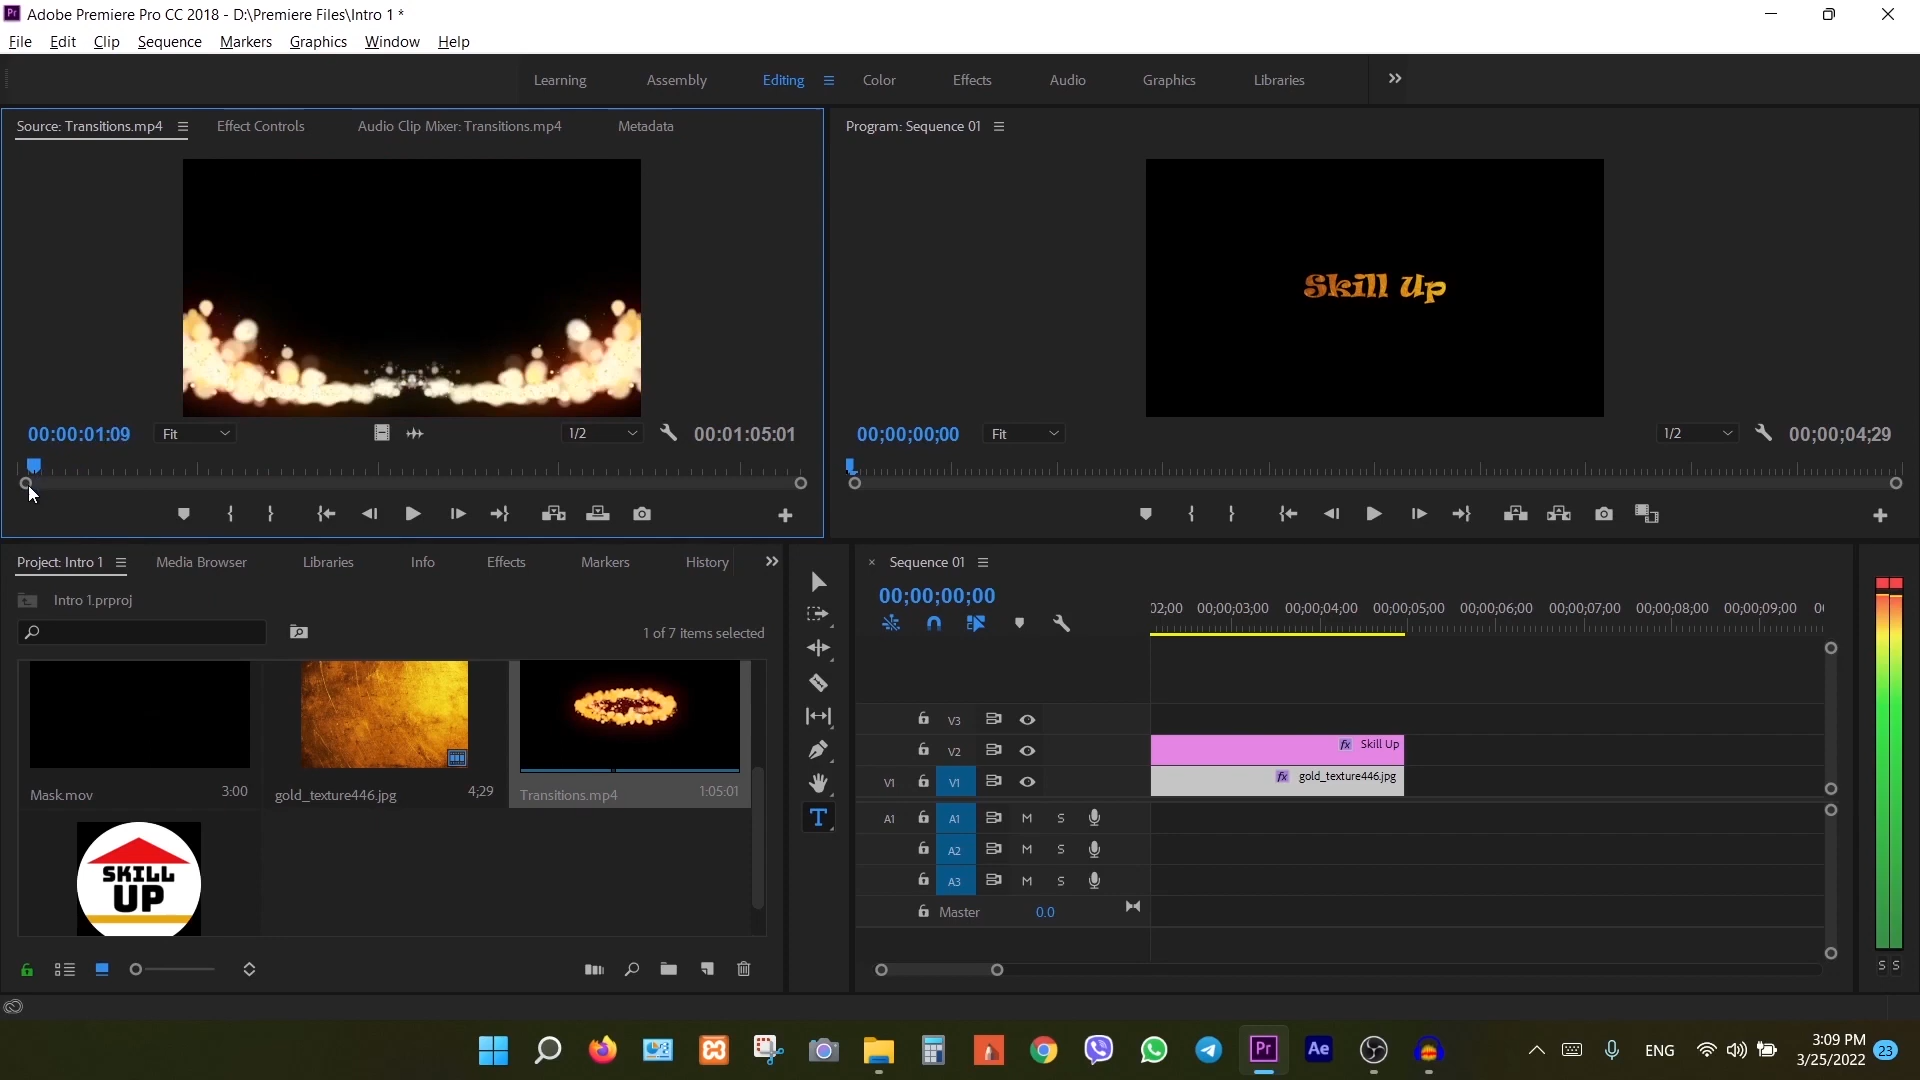 Adobe Premiere Pro CC 2018 - D:\Premiere Files\Intro 1 *
File Edit Clip Sequence Markers Graphics Window Help
Learning Assembly Editing Color Effects Audio Graphics Libraries
Source: Transitions.mp4 Effect Controls Audio Clip Mixer: Transitions.mp4 Metadata
Program: Sequence 01
Skill Up
00:00:01:09 Fit 1/2 00:01:05:01
00;00;00;00 Fit 1/2 00;00;04;29
Project: Intro 1 Media Browser Libraries Info Effects Markers History
Intro 1.prproj
1 of 7 items selected
Mask.mov 3:00
gold_texture446.jpg 4;29
Transitions.mp4 1:05:01
SKILL
UP
Sequence 01
00;00;00;00
02;00 00;00;03;00 00;00;04;00 00;00;05;00 00;00;06;00 00;00;07;00 00;00;08;00 00;00;09;00
V3
V2 fx Skill Up
V1 V1 fx gold_texture446.jpg
A1 A1 M S
A2 M S
A3 M S
Master 0.0
S S
Pr Ae
ENG
3:09 PM
3/25/2022 23